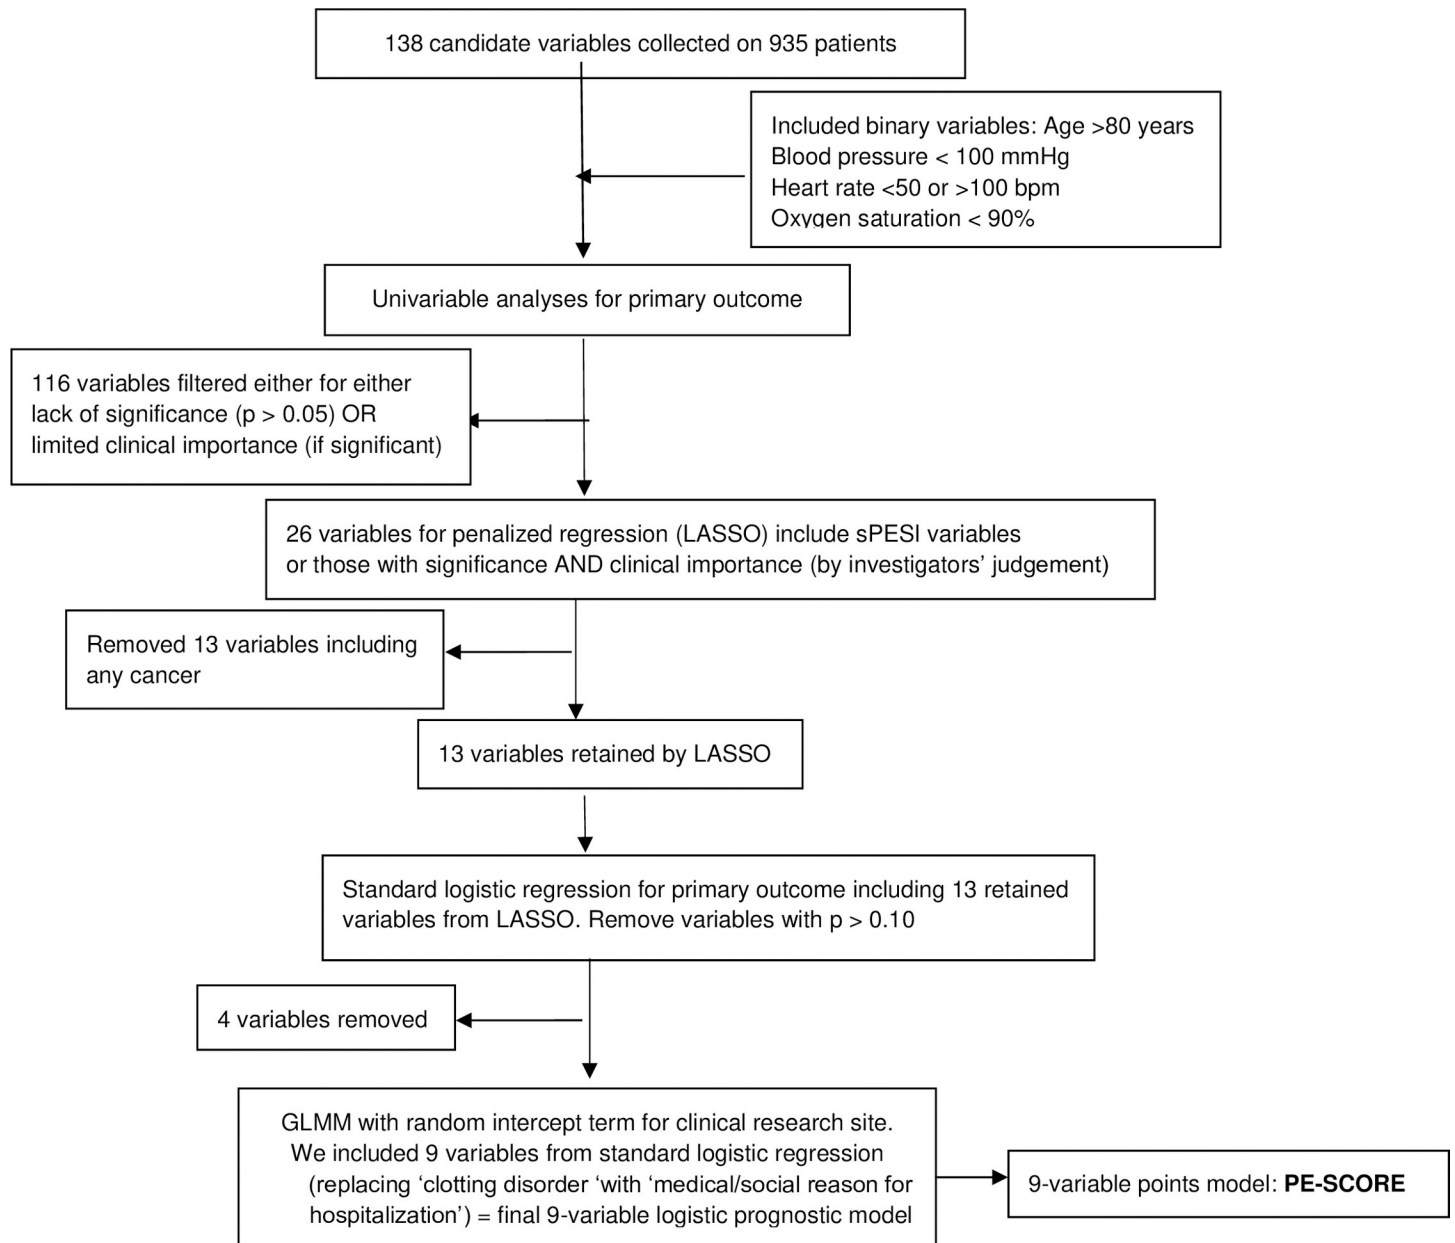 138 candidate variables collected on 935 patients
Included binary variables: Age >80 years
Blood pressure < 100 mmHg
Heart rate <50 or >100 bpm
Oxygen saturation < 90%
Univariable analyses for primary outcome
116 variables filtered either for either
lack of significance (p > 0.05) OR
limited clinical importance (if significant)
26 variables for penalized regression (LASSO) include sPESI variables
or those with significance AND clinical importance (by investigators’ judgement)
Removed 13 variables including
any cancer
13 variables retained by LASSO
Standard logistic regression for primary outcome including 13 retained
variables from LASSO. Remove variables with p > 0.10
4 variables removed
GLMM with random intercept term for clinical research site.
We included 9 variables from standard logistic regression
(replacing ‘clotting disorder ‘with ‘medical/social reason for
hospitalization’) = final 9-variable logistic prognostic model
9-variable points model: PE-SCORE